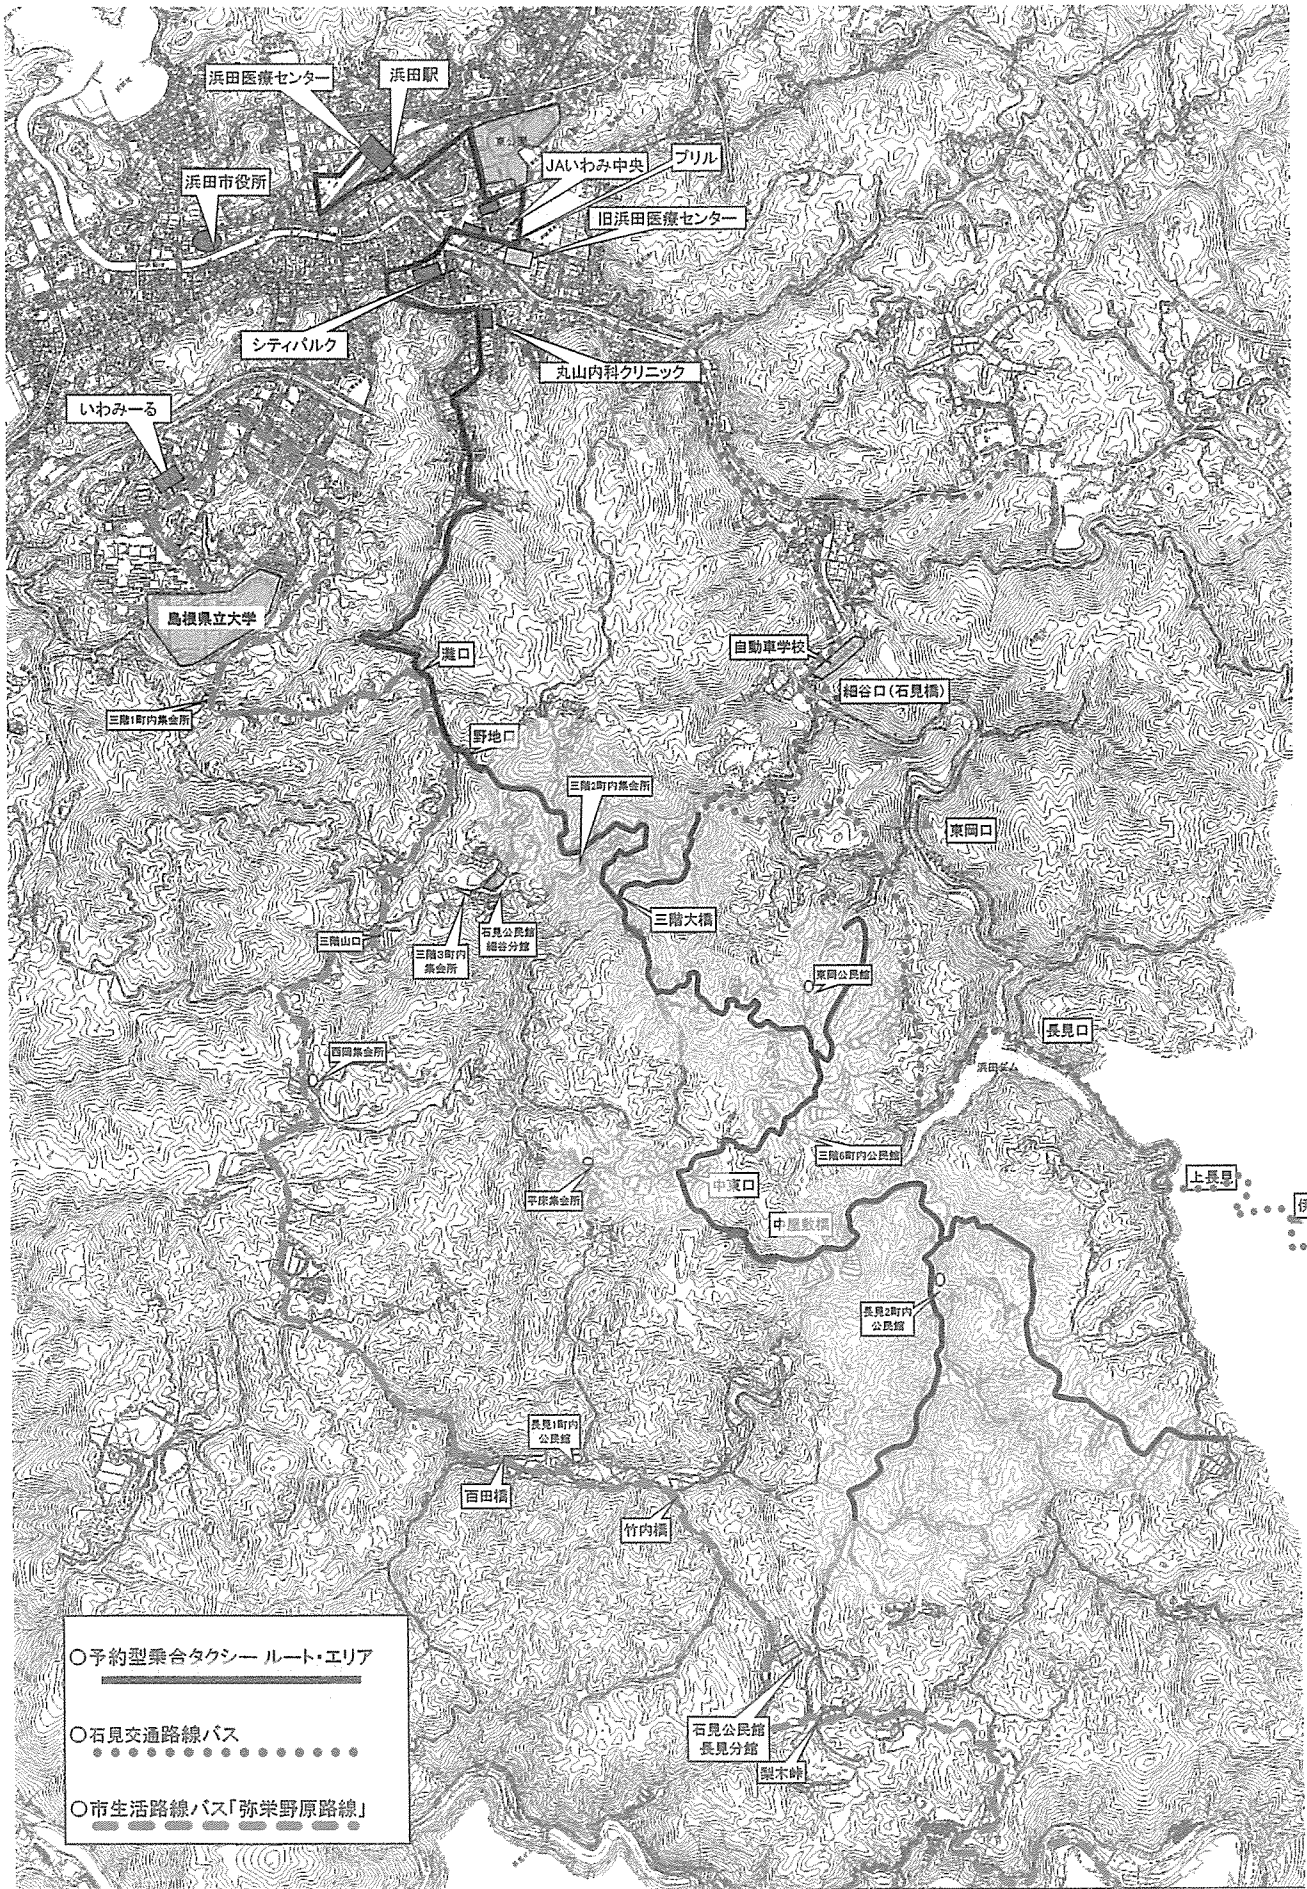 浜田医療センター
浜田駅
東公園
JAいわみ中央
プリル
浜田市役所
旧浜田医療センター
シティパルク
丸山内科クリニック
いわみーる
島根県立大学
灘口
自動車学校
細谷口(石見橋)
三階1町内集会所
野地口
三階2町内集会所
東岡口
三階大橋
石見公民館
細谷分館
三階山口
三階3町内
集会所
東岡公民館
長見口
浜田ダム
西岡集会所
三階6町内公民館
上長見
平床集会所
中東口
中屋敷橋
長見2町内
公民館
長見1町内
公民館
百田橋
竹内橋
○予約型乗合タクシー ルート・エリア
石見公民館
長見分館
○石見交通路線バス
梨木峠
○市生活路線バス「弥栄野原路線」